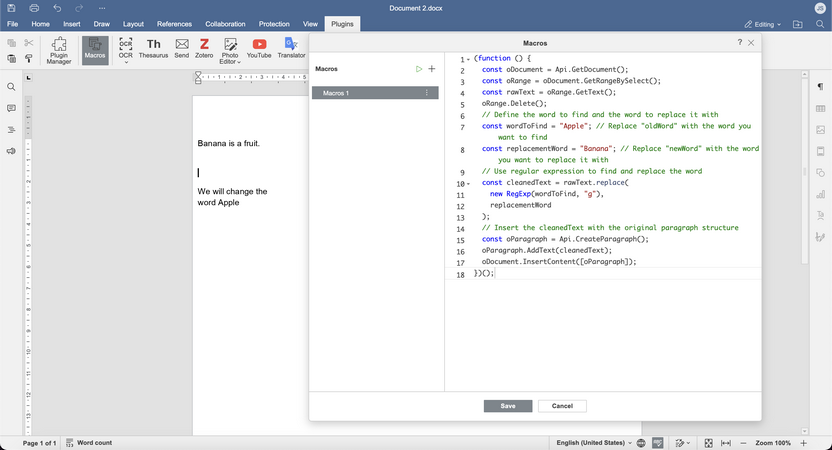 Document 2.docx
JS
File Home Insert Draw Layout References Collaboration Protection View Plugins
Editing
Plugin Manager
Macros
OCR
OCR
Th
Thesaurus
Send
Z
Zotero
Photo Editor
YouTube
Translator
Macros
?
Macros
Macros 1
1 (function () {
2 const oDocument = Api.GetDocument();
3 const oRange = oDocument.GetRangeBySelect();
4 const rawText = oRange.GetText();
5 oRange.Delete();
6 // Define the word to find and the word to replace it with
7 const wordToFind = "Apple"; // Replace "oldWord" with the word you
want to find
8 const replacementWord = "Banana"; // Replace "newWord" with the word
you want to replace it with
9 // Use regular expression to find and replace the word
10 const cleanedText = rawText.replace(
11 new RegExp(wordToFind, "g"),
12 replacementWord
13 );
14 // Insert the cleanedText with the original paragraph structure
15 const oParagraph = Api.CreateParagraph();
16 oParagraph.AddText(cleanedText);
17 oDocument.InsertContent([oParagraph]);
18 })();
Save Cancel
Banana is a fruit.
We will change the
word Apple
Page 1 of 1 Word count English (United States) Zoom 100%